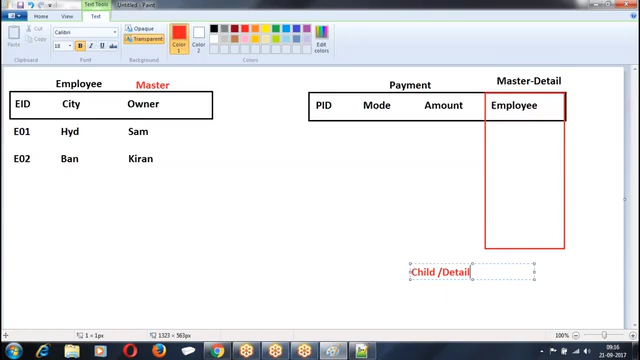 Text Tools
Untitled - Paint
Home
View
Text
Cut
Copy
Paste
Clipboard
Calibri
18
B
I
U
Font
Opaque
Transparent
Background
Color 1
Color 2
Edit colors
Colors
Employee
Master
EID City Owner
E01 Hyd Sam
E02 Ban Kiran
Payment
Master-Detail
PID Mode Amount Employee
Child /Detail
1 × 1px
1323 × 563px
100%
09:16
21-09-2017